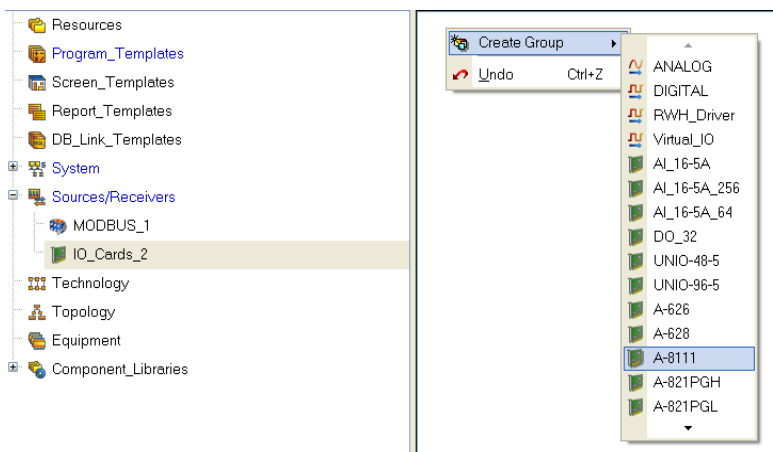 Resources
Program_Templates
Screen_Templates
Report_Templates
DB_Link_Templates
System
Sources/Receivers
MODBUS_1
IO_Cards_2
Technology
Topology
Equipment
Component_Libraries
Create Group
Undo Ctrl+Z
ANALOG
DIGITAL
RWH_Driver
Virtual_IO
AI_16-5A
AI_16-5A_256
AI_16-5A_64
DO_32
UNIO-48-5
UNIO-96-5
A-626
A-628
A-8111
A-821PGH
A-821PGL